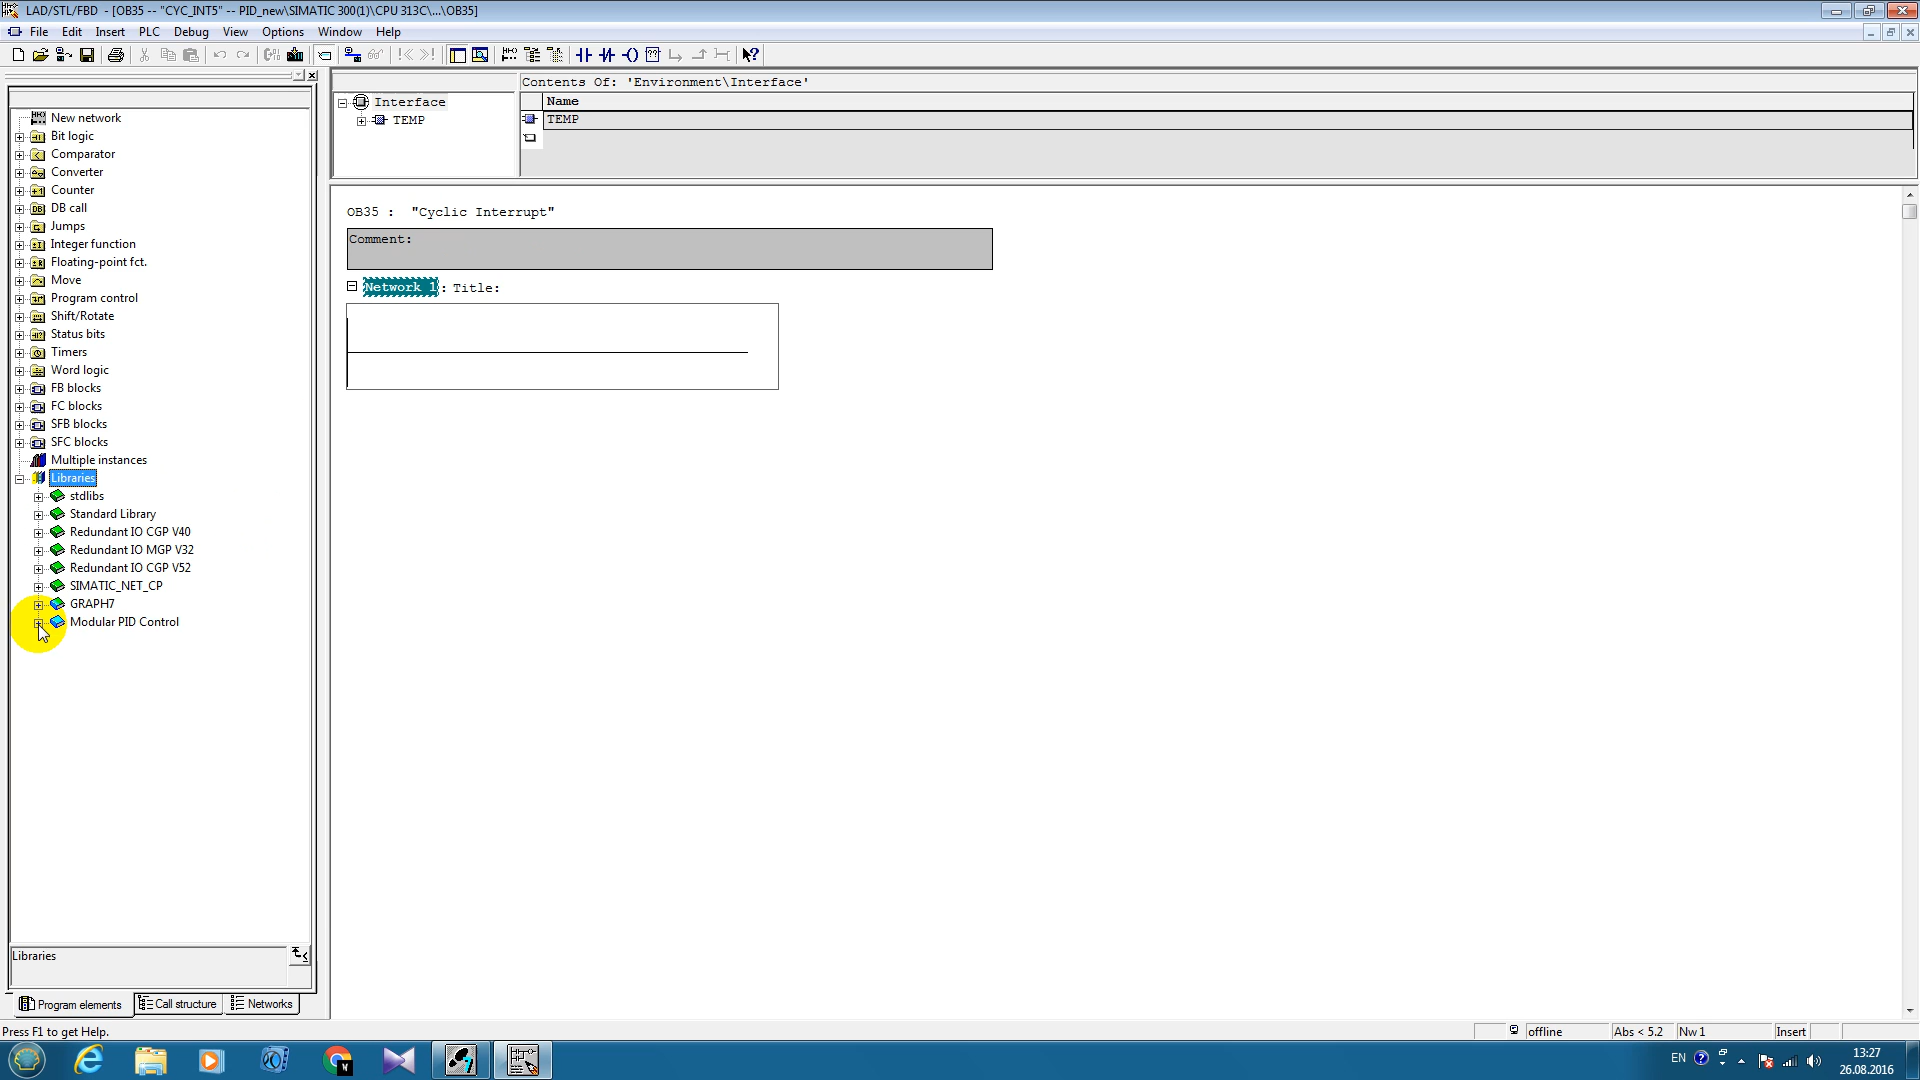 LAD/STL/FBD - [OB35 -- "CYC_INT5" -- PID_new\SIMATIC 300(1)\CPU 313C\...\OB35]
File Edit Insert PLC Debug View Options Window Help
New network
Bit logic
Comparator
Converter
Counter
DB call
Jumps
Integer function
Floating-point fct.
Move
Program control
Shift/Rotate
Status bits
Timers
Word logic
FB blocks
FC blocks
SFB blocks
SFC blocks
Multiple instances
Libraries
stdlibs
Standard Library
Redundant IO CGP V40
Redundant IO MGP V32
Redundant IO CGP V52
SIMATIC_NET_CP
GRAPH7
Modular PID Control
Libraries
Program elements Call structure Networks
Interface
TEMP
Contents Of: 'Environment\Interface'
Name
TEMP
OB35 : "Cyclic Interrupt"
Comment:
Network 1: Title:
Press F1 to get Help.
offline Abs < 5.2 Nw 1 Insert
EN
13:27
26.08.2016